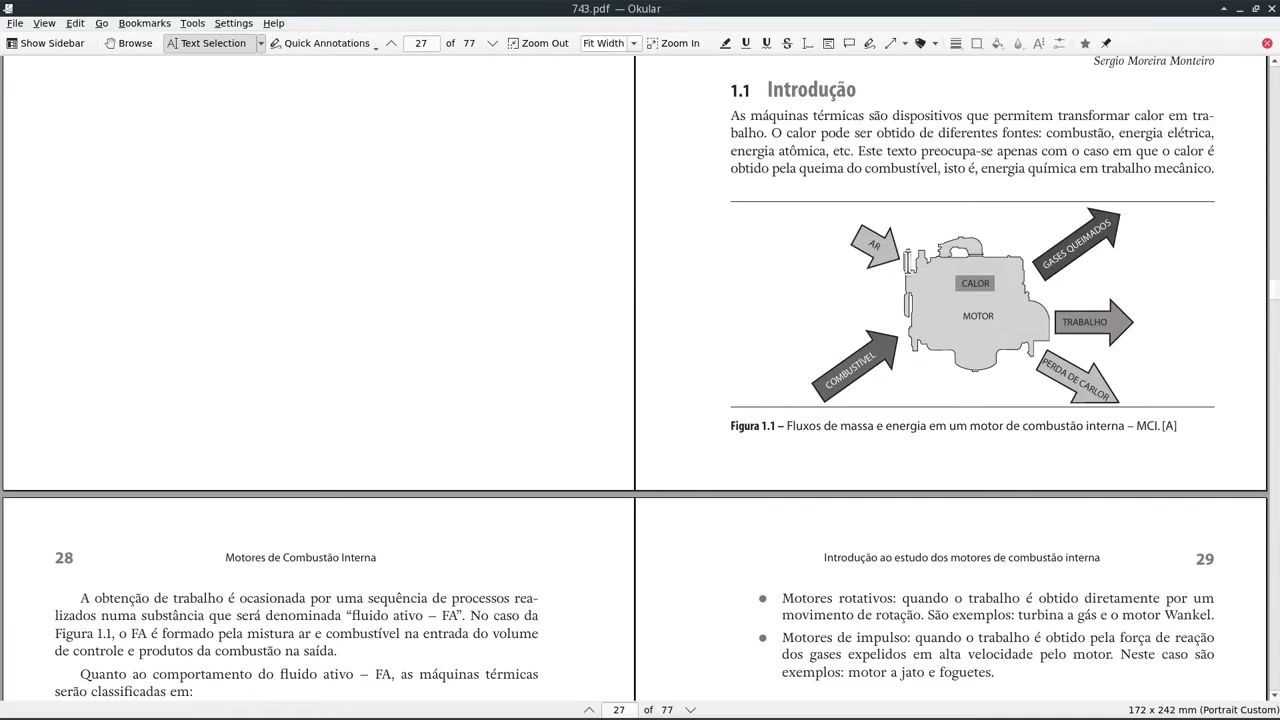 743.pdf — Okular
File View Edit Go Bookmarks Tools Settings Help
Show Sidebar Browse Text Selection Quick Annotations 27 of 77 Zoom Out Fit Width Zoom In
Sergio Moreira Monteiro
1.1 Introdução
As máquinas térmicas são dispositivos que permitem transformar calor em tra-
balho. O calor pode ser obtido de diferentes fontes: combustão, energia elétrica,
energia atômica, etc. Este texto preocupa-se apenas com o caso em que o calor é
obtido pela queima do combustível, isto é, energia química em trabalho mecânico.
AR
GASES QUEIMADOS
CALOR
MOTOR
TRABALHO
COMBUSTÍVEL
PERDA DE CARLOR
Figura 1.1 – Fluxos de massa e energia em um motor de combustão interna – MCI. [A]
28 Motores de Combustão Interna
A obtenção de trabalho é ocasionada por uma sequência de processos rea-
lizados numa substância que será denominada “fluido ativo – FA”. No caso da
Figura 1.1, o FA é formado pela mistura ar e combustível na entrada do volume
de controle e produtos da combustão na saída.
Quanto ao comportamento do fluido ativo – FA, as máquinas térmicas
serão classificadas em:
Introdução ao estudo dos motores de combustão interna 29
Motores rotativos: quando o trabalho é obtido diretamente por um
movimento de rotação. São exemplos: turbina a gás e o motor Wankel.
Motores de impulso: quando o trabalho é obtido pela força de reação
dos gases expelidos em alta velocidade pelo motor. Neste caso são
exemplos: motor a jato e foguetes.
27 of 77 172 x 242 mm (Portrait Custom)